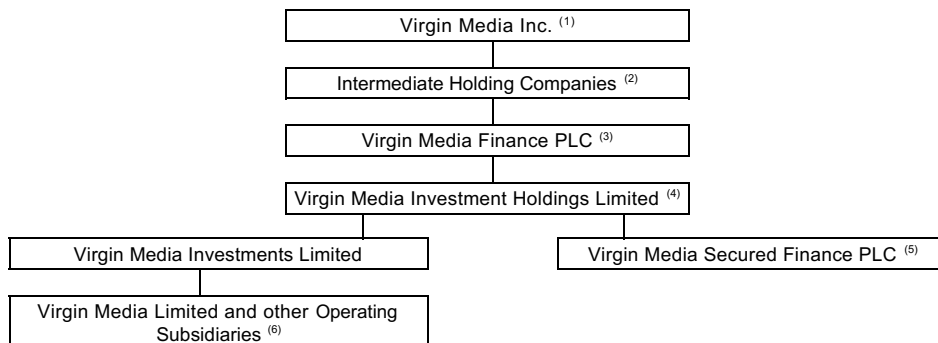 Virgin Media Inc. (1)
Intermediate Holding Companies (2)
Virgin Media Finance PLC (3)
Virgin Media Investment Holdings Limited (4)
Virgin Media Investments Limited
Virgin Media Secured Finance PLC (5)
Virgin Media Limited and other Operating
Subsidiaries (6)